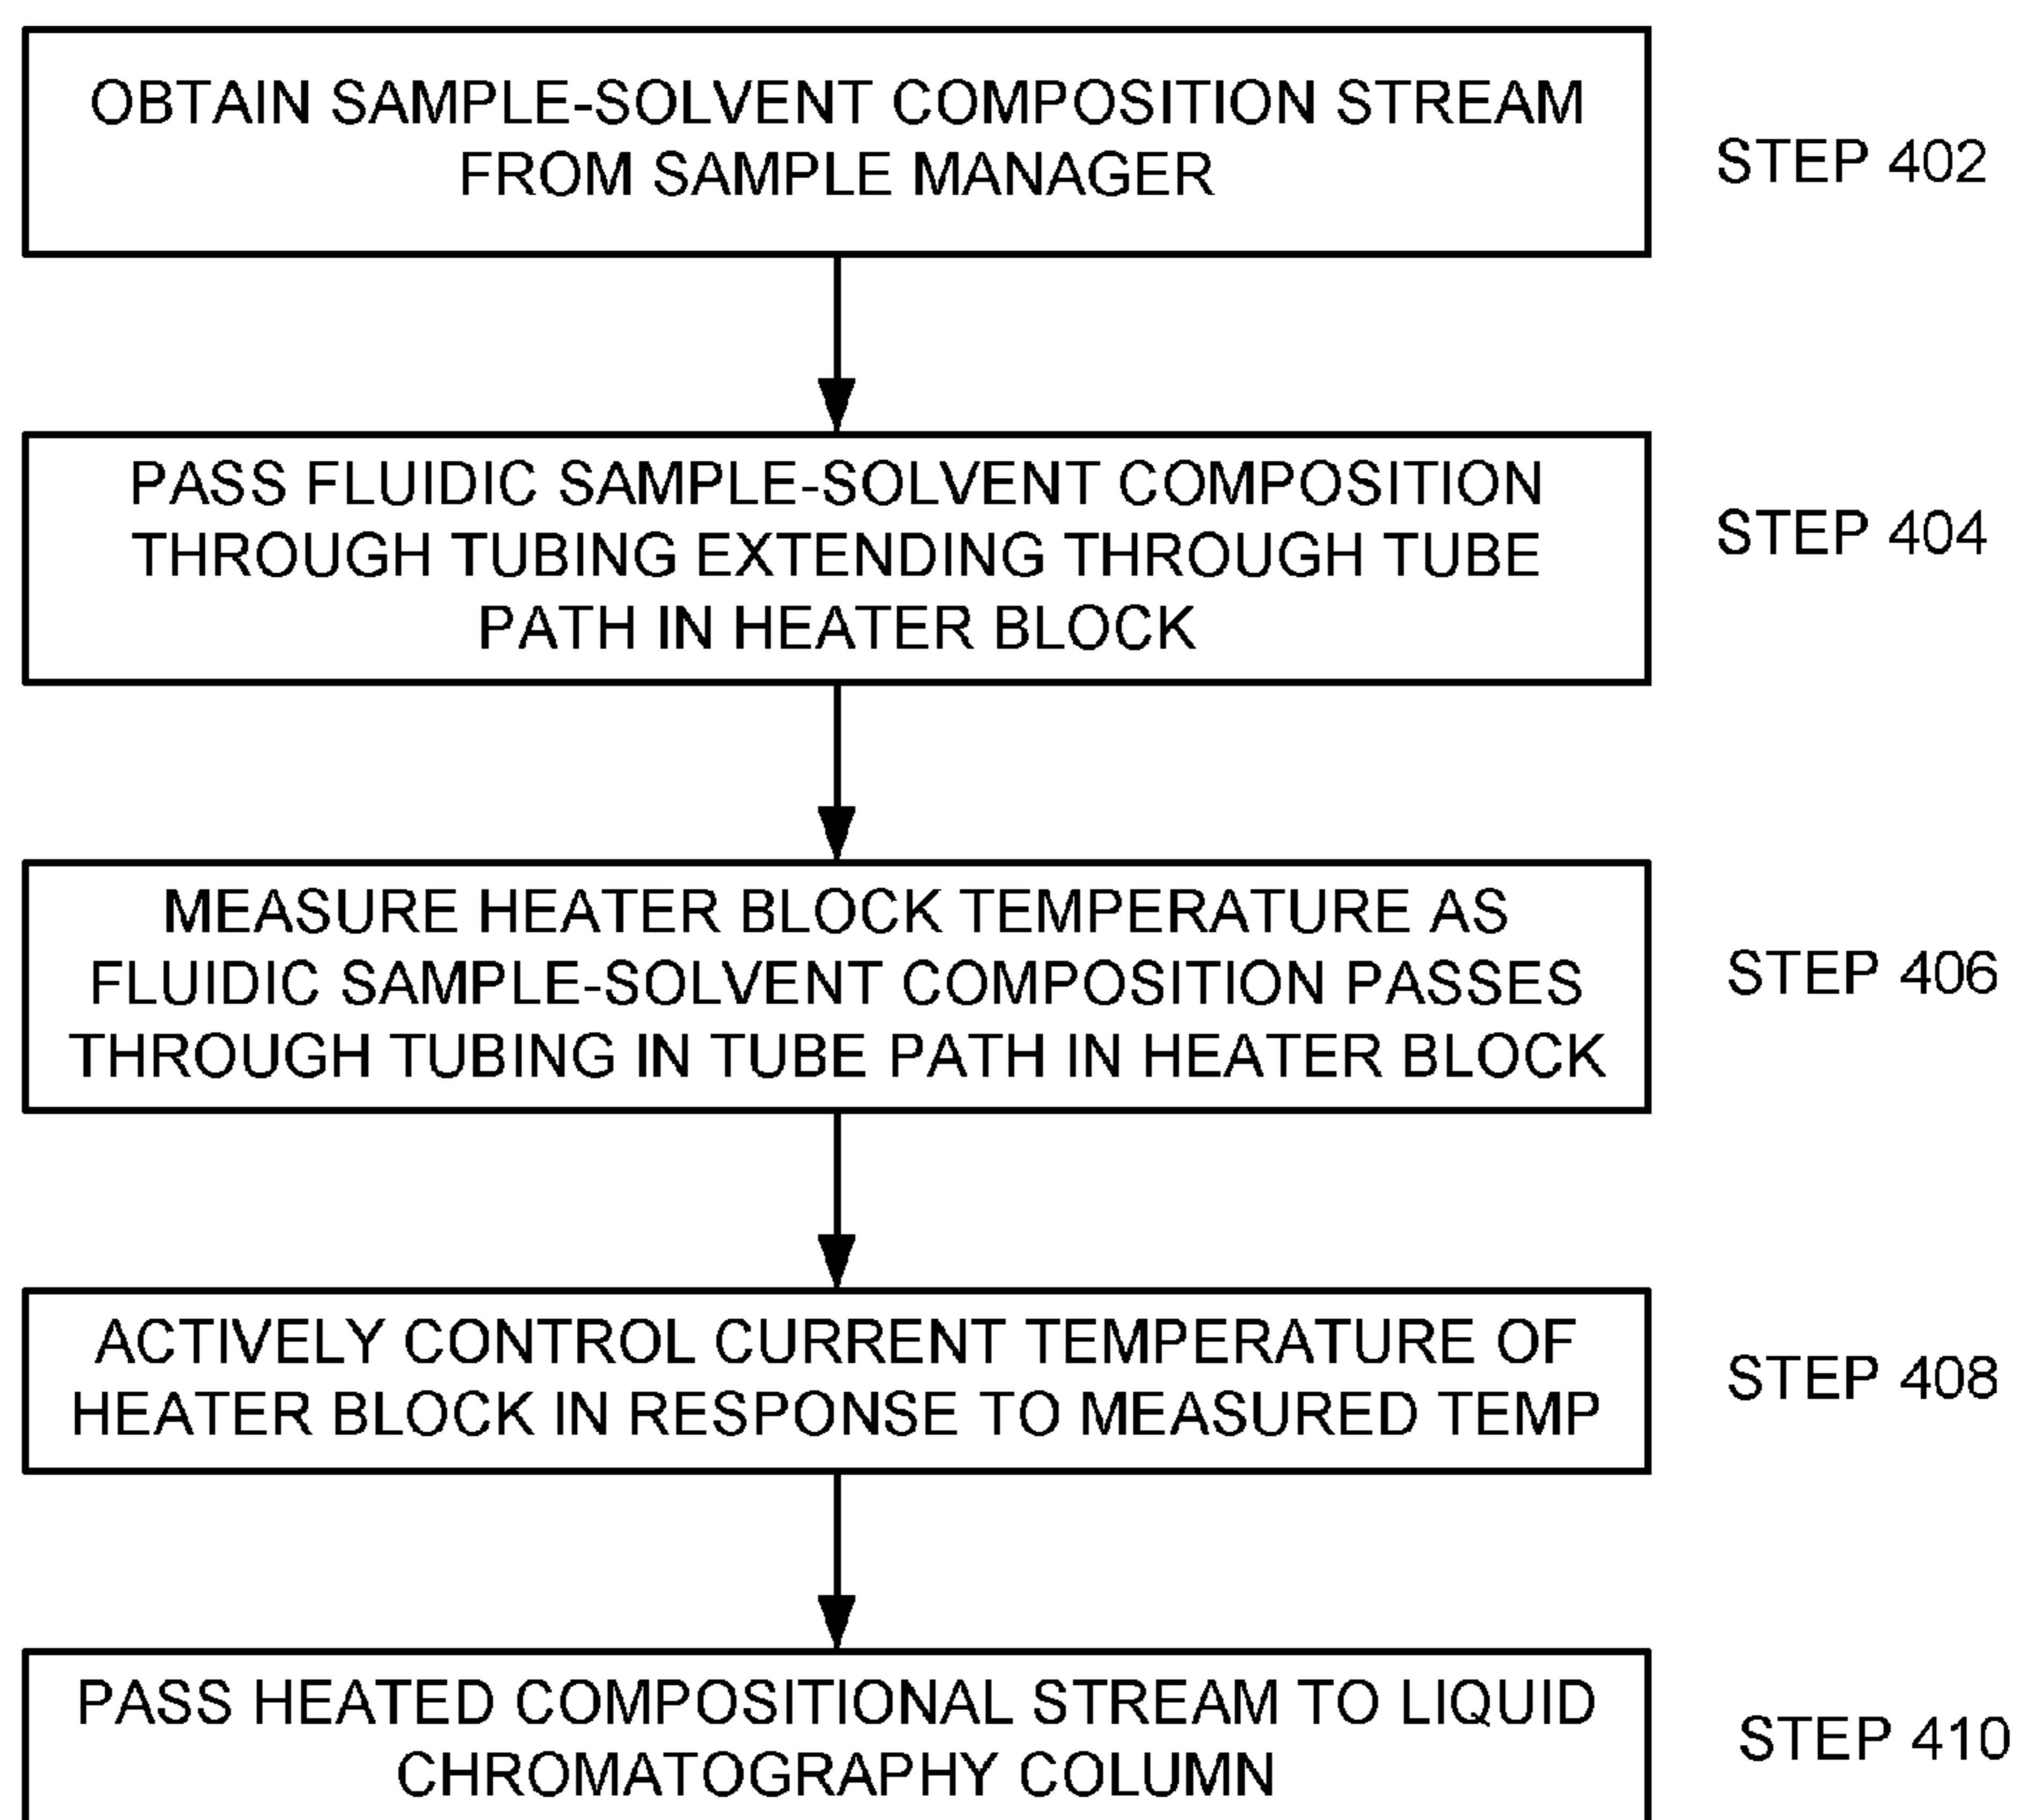 OBTAIN SAMPLE-SOLVENT COMPOSITION STREAM
FROM SAMPLE MANAGER
STEP 402
PASS FLUIDIC SAMPLE-SOLVENT COMPOSITION
THROUGH TUBING EXTENDING THROUGH TUBE
PATH IN HEATER BLOCK
STEP 404
MEASURE HEATER BLOCK TEMPERATURE AS
FLUIDIC SAMPLE-SOLVENT COMPOSITION PASSES
THROUGH TUBING IN TUBE PATH IN HEATER BLOCK
STEP 406
ACTIVELY CONTROL CURRENT TEMPERATURE OF
HEATER BLOCK IN RESPONSE TO MEASURED TEMP
STEP 408
PASS HEATED COMPOSITIONAL STREAM TO LIQUID
CHROMATOGRAPHY COLUMN
STEP 410